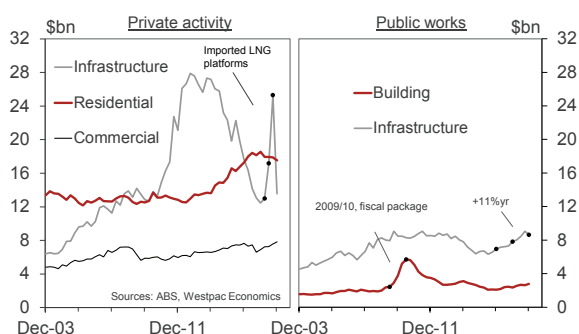 $bn
Private activity
Public works
$bn
32
28
24
20
16
12
8
4
0
Imported LNG
platforms
Infrastructure
Residential
Commercial
Sources: ABS, Westpac Economics
Dec-03
Dec-11
Building
Infrastructure
2009/10, fiscal package
+11%yr
32
28
24
20
16
12
8
4
0
Dec-03
Dec-11